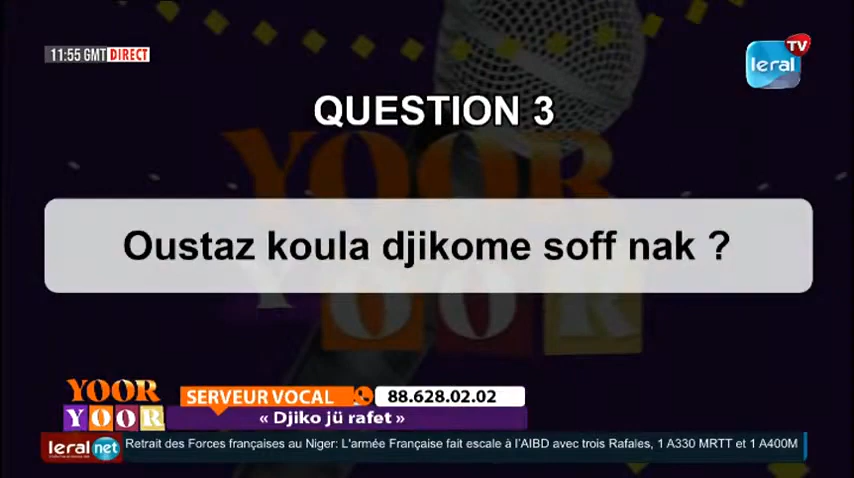 11:55 GMT DIRECT
leral TV
QUESTION 3
YOOR
Oustaz koula djikome soff nak ?
YOOR
YOOR
SERVEUR VOCAL 88.628.02.02
YOOR
« Djiko jü rafet »
leral net Retrait des Forces françaises au Niger: L'armée Française fait escale à l'AIBD avec trois Rafales, 1 A330 MRTT et 1 A400M